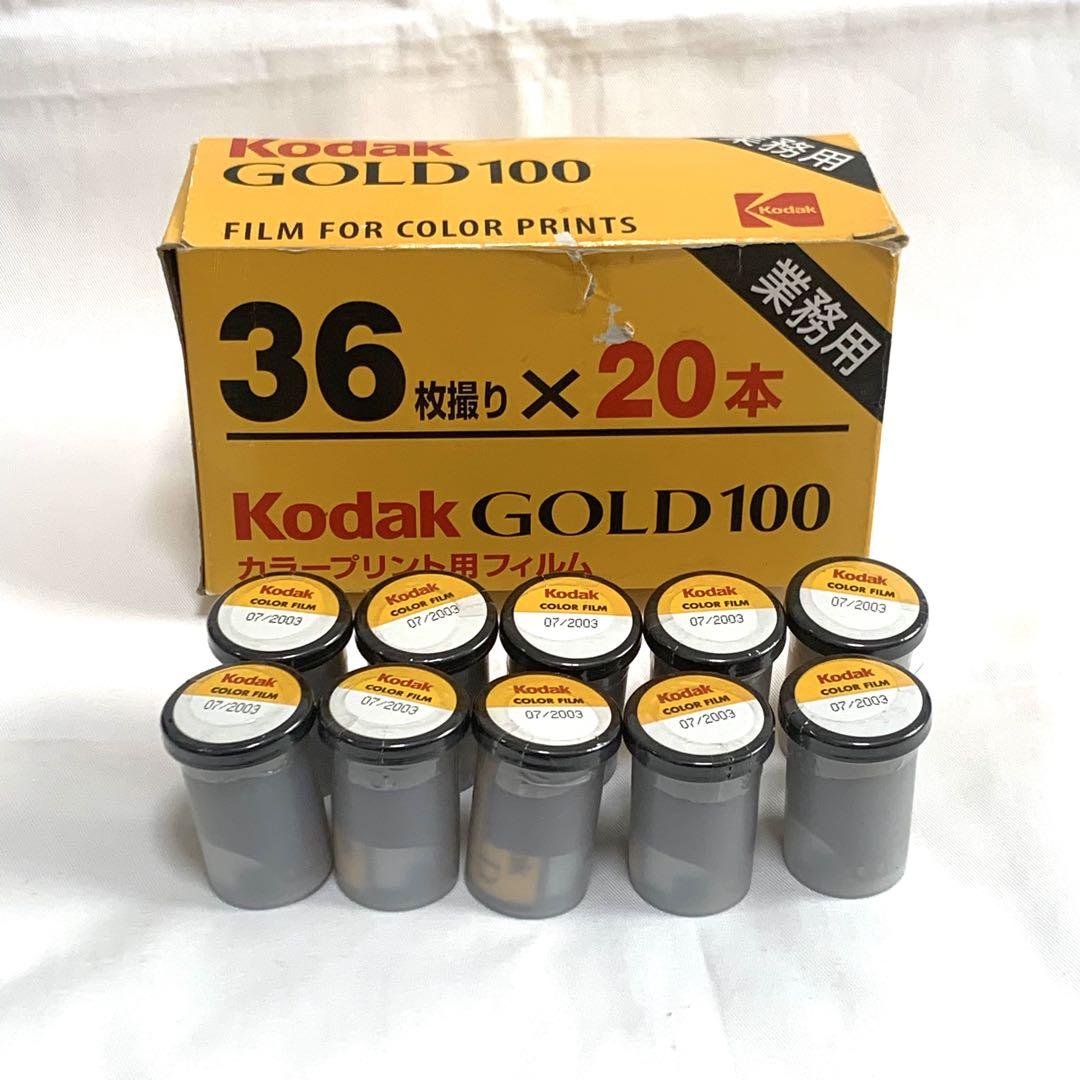 Kodak
GOLD 100
FILM FOR COLOR PRINTS
業務用
Kodak
業務用
36枚撮り×20本
Kodak GOLD 100
カラープリント用フィルム
Kodak
COLOR FILM
07/2003
Kodak
COLOR FILM
07/2003
Kodak
COLOR FILM
07/2003
Kodak
COLOR FILM
07/2003
Kodak
COLOR FILM
07/2003
Kodak
COLOR FILM
07/2003
Kodak
COLOR FILM
07/2003
Kodak
COLOR FILM
07/2003
Kodak
COLOR FILM
07/2003
Kodak
COLOR FILM
07/2003